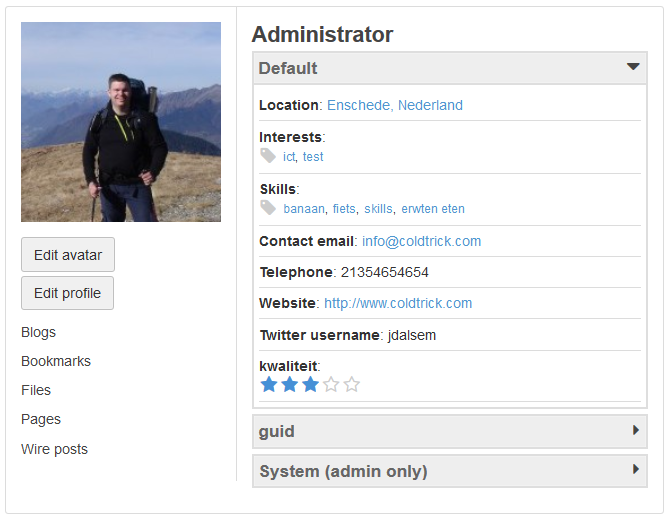 Administrator
Default
Location: Enschede, Nederland
Interests:
ict, test
Skills:
banaan, fiets, skills, erwten eten
Contact email: info@coldtrick.com
Telephone: 21354654654
Website: http://www.coldtrick.com
Twitter username: jdalsem
kwaliteit:
guid
System (admin only)
Edit avatar
Edit profile
Blogs
Bookmarks
Files
Pages
Wire posts